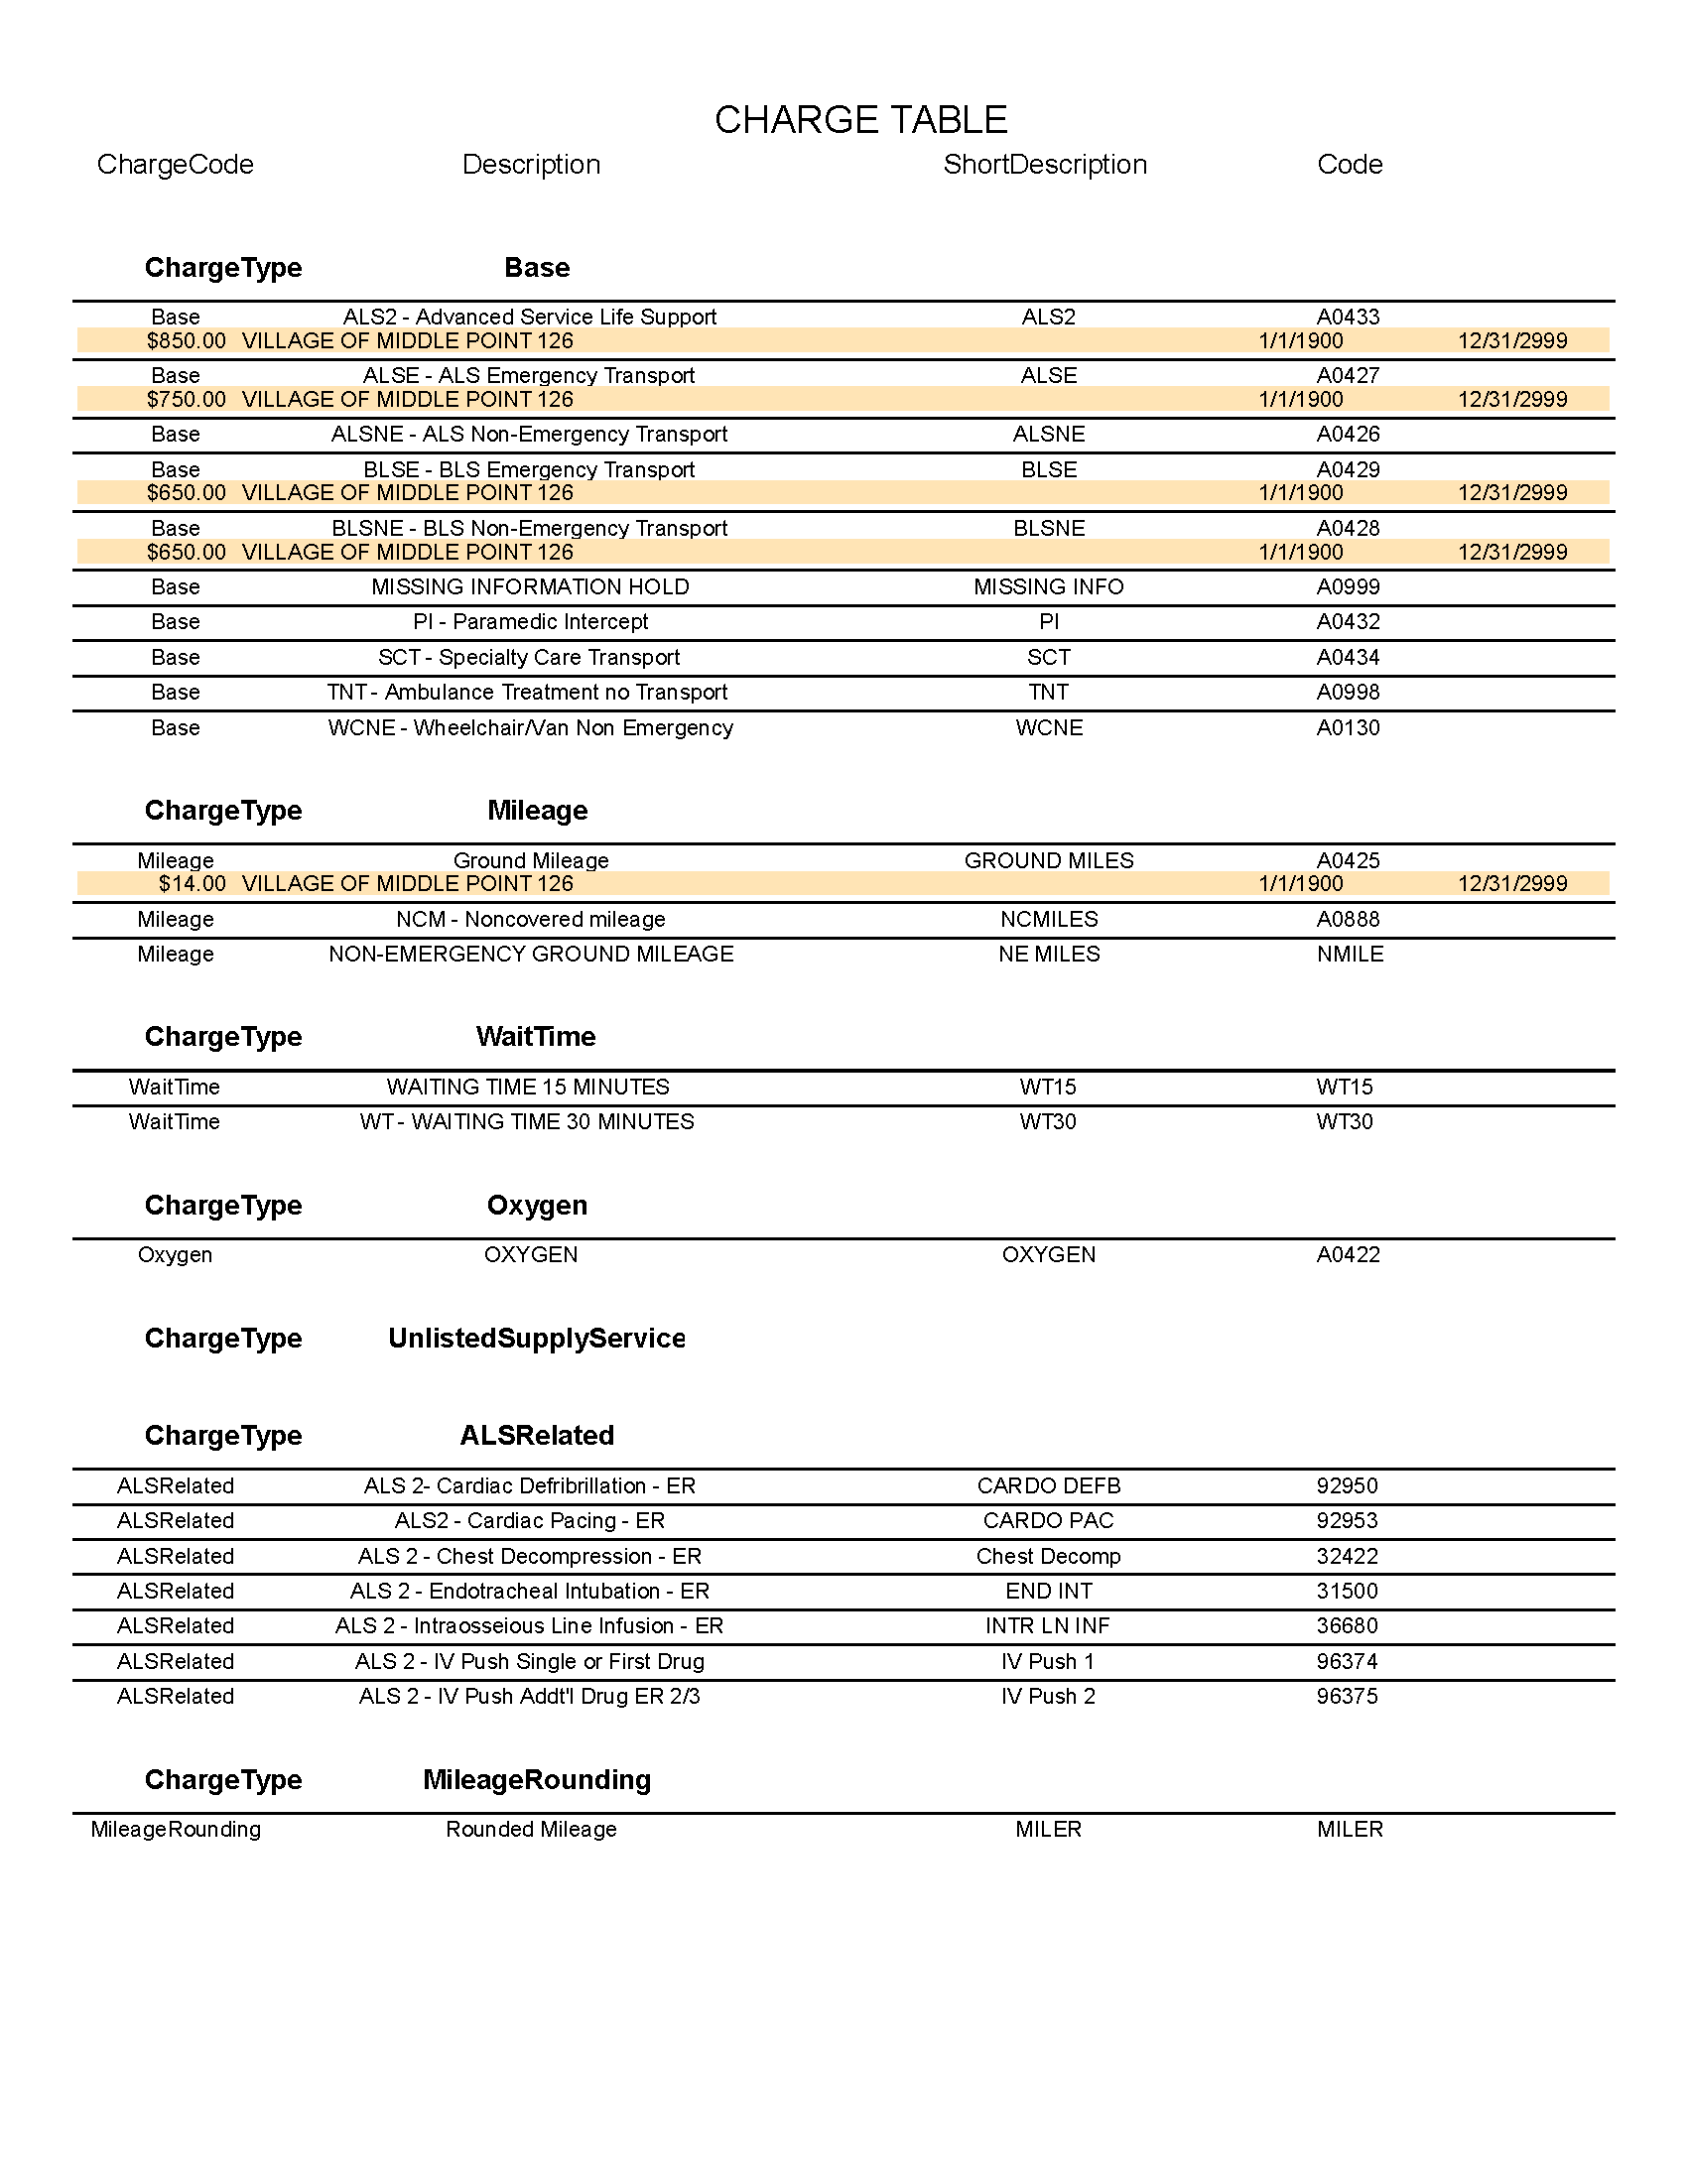 CHARGE TABLE
ChargeCode Description ShortDescription Code
ChargeType Base
Base ALS2 - Advanced Service Life Support ALS2 A0433
$850.00 VILLAGE OF MIDDLE POINT 126 1/1/1900 12/31/2999
Base ALSE - ALS Emergency Transport ALSE A0427
$750.00 VILLAGE OF MIDDLE POINT 126 1/1/1900 12/31/2999
Base ALSNE - ALS Non-Emergency Transport ALSNE A0426
Base BLSE - BLS Emergency Transport BLSE A0429
$650.00 VILLAGE OF MIDDLE POINT 126 1/1/1900 12/31/2999
Base BLSNE - BLS Non-Emergency Transport BLSNE A0428
$650.00 VILLAGE OF MIDDLE POINT 126 1/1/1900 12/31/2999
Base MISSING INFORMATION HOLD MISSING INFO A0999
Base PI - Paramedic Intercept PI A0432
Base SCT - Specialty Care Transport SCT A0434
Base TNT - Ambulance Treatment no Transport TNT A0998
Base WCNE - Wheelchair/Van Non Emergency WCNE A0130
ChargeType Mileage
Mileage Ground Mileage GROUND MILES A0425
$14.00 VILLAGE OF MIDDLE POINT 126 1/1/1900 12/31/2999
Mileage NCM - Noncovered mileage NCMILES A0888
Mileage NON-EMERGENCY GROUND MILEAGE NE MILES NMILE
ChargeType WaitTime
WaitTime WAITING TIME 15 MINUTES WT15 WT15
WaitTime WT - WAITING TIME 30 MINUTES WT30 WT30
ChargeType Oxygen
Oxygen OXYGEN OXYGEN A0422
ChargeType UnlistedSupplyService
ChargeType ALSRelated
ALSRelated ALS 2- Cardiac Defribrillation - ER CARDO DEFB 92950
ALSRelated ALS2 - Cardiac Pacing - ER CARDO PAC 92953
ALSRelated ALS 2 - Chest Decompression - ER Chest Decomp 32422
ALSRelated ALS 2 - Endotracheal Intubation - ER END INT 31500
ALSRelated ALS 2 - Intraosseious Line Infusion - ER INTR LN INF 36680
ALSRelated ALS 2 - IV Push Single or First Drug IV Push 1 96374
ALSRelated ALS 2 - IV Push Addt'l Drug ER 2/3 IV Push 2 96375
ChargeType MileageRounding
MileageRounding Rounded Mileage MILER MILER